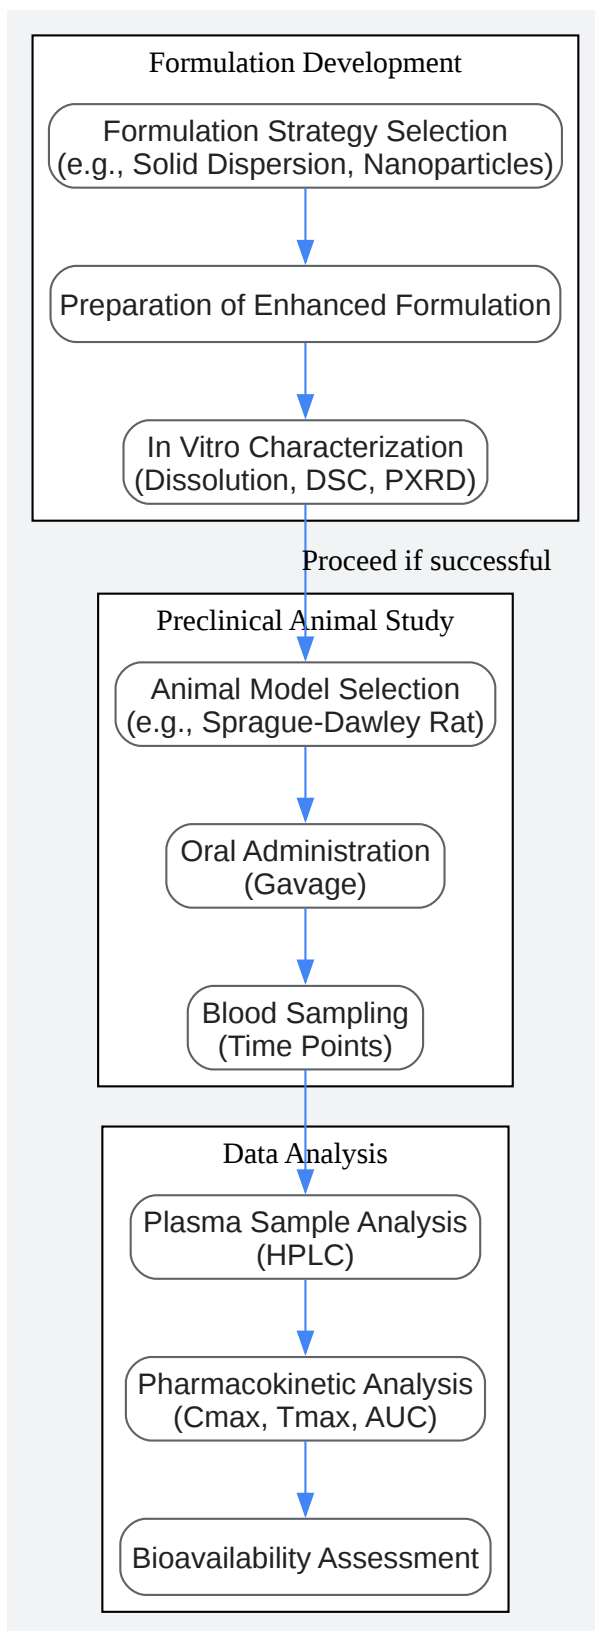 Formulation Development
Formulation Strategy Selection
(e.g., Solid Dispersion, Nanoparticles)
Preparation of Enhanced Formulation
In Vitro Characterization
(Dissolution, DSC, PXRD)
Proceed if successful
Preclinical Animal Study
Animal Model Selection
(e.g., Sprague-Dawley Rat)
Oral Administration
(Gavage)
Blood Sampling
(Time Points)
Data Analysis
Plasma Sample Analysis
(HPLC)
Pharmacokinetic Analysis
(Cmax, Tmax, AUC)
Bioavailability Assessment